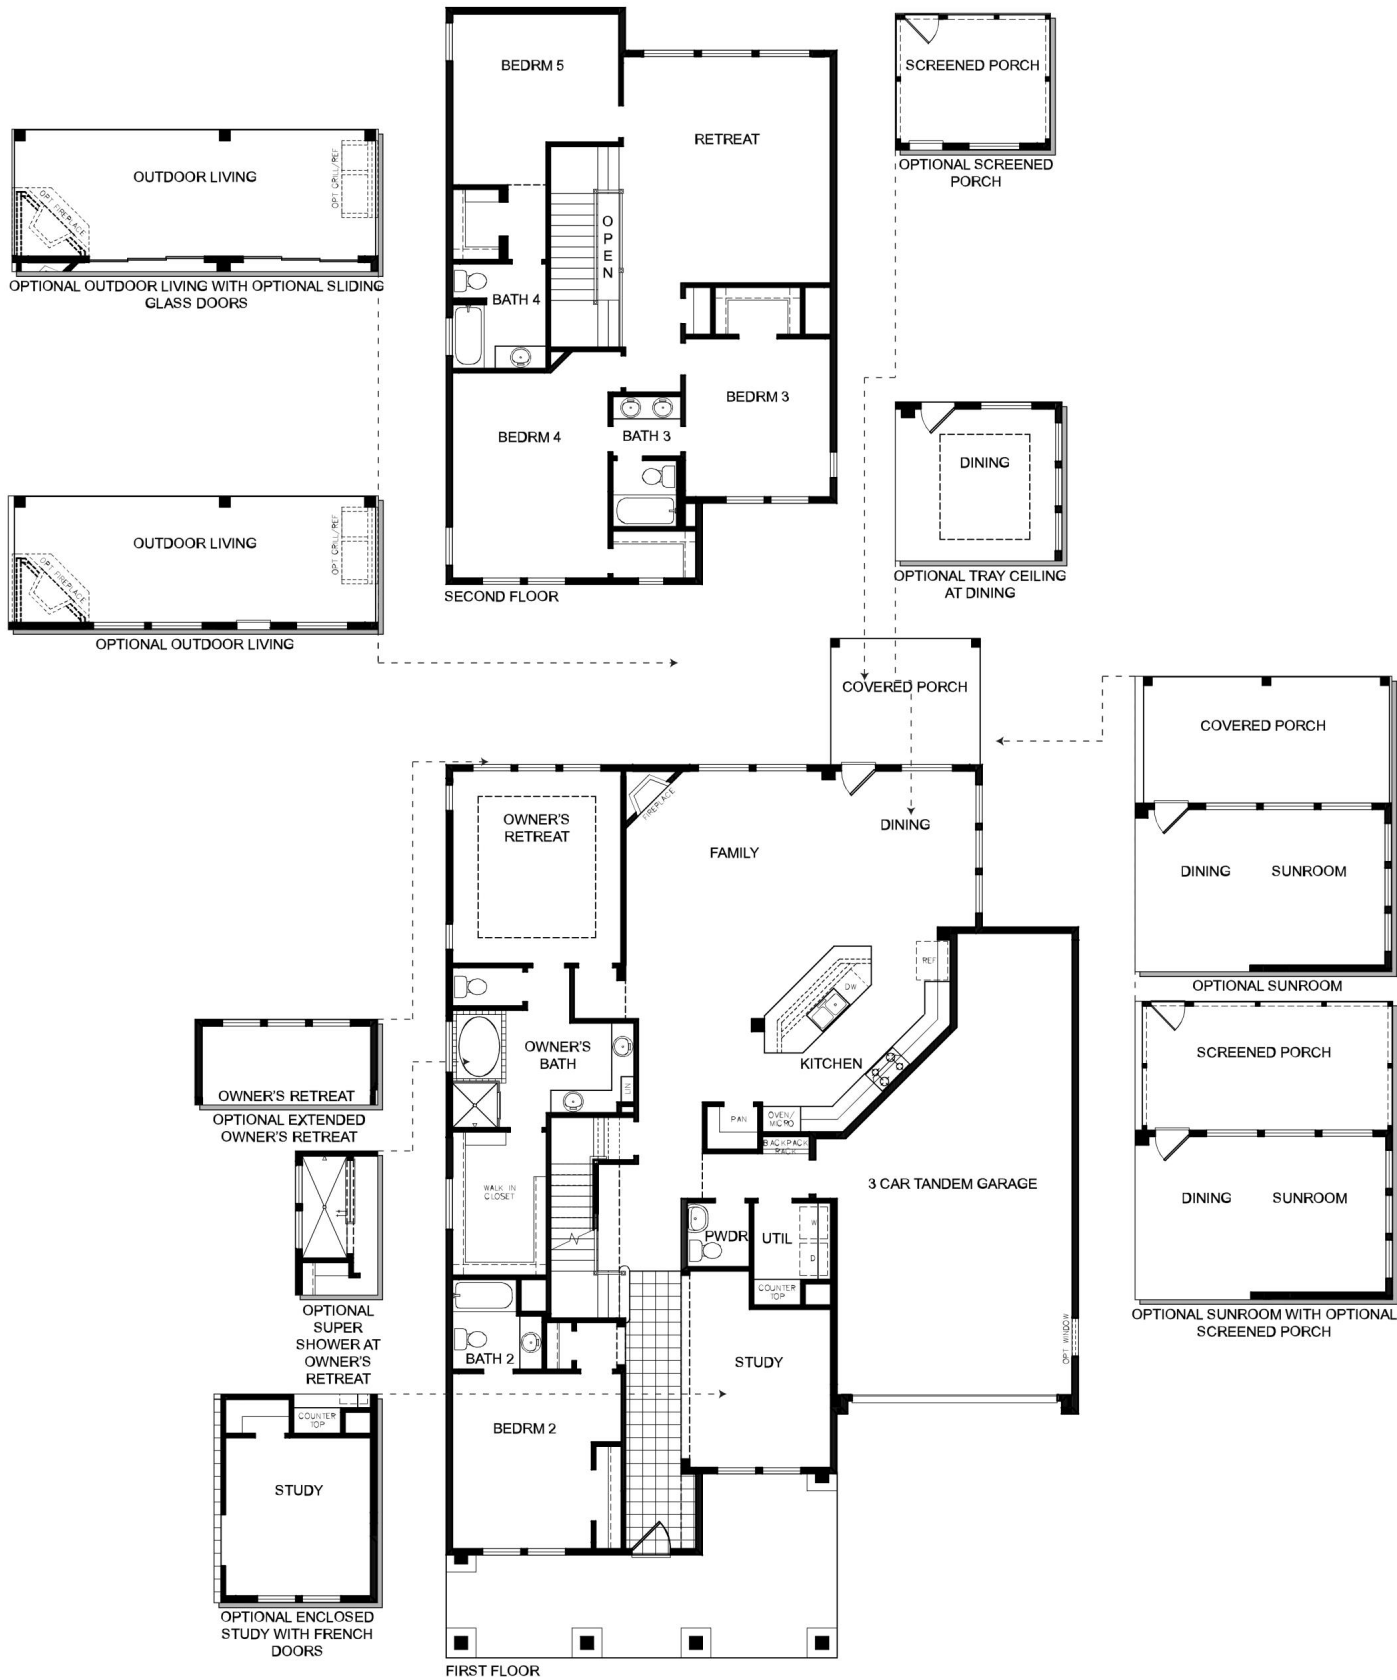 BEDRM 5
RETREAT
OPEN
BATH 4
BEDRM 3
BEDRM 4
BATH 3
SECOND FLOOR
SCREENED PORCH
OPTIONAL SCREENED
PORCH
OUTDOOR LIVING
OPT GRILL/REF
OPT FIREPLACE
OPTIONAL OUTDOOR LIVING WITH OPTIONAL SLIDING
GLASS DOORS
OUTDOOR LIVING
OPT GRILL/REF
OPT FIREPLACE
OPTIONAL OUTDOOR LIVING
DINING
OPTIONAL TRAY CEILING
AT DINING
COVERED PORCH
OWNER'S
RETREAT
FIREPLACE
FAMILY
DINING
REF
DW
KITCHEN
OWNER'S
BATH
LIN
PAN
OVEN/
MICRO
BACKPACK
RACK
WALK IN
CLOSET
3 CAR TANDEM GARAGE
PWDR
UTIL
W
D
COUNTER
TOP
OPT WINDOW
BATH 2
STUDY
BEDRM 2
FIRST FLOOR
COVERED PORCH
DINING
SUNROOM
OPTIONAL SUNROOM
SCREENED PORCH
DINING
SUNROOM
OPTIONAL SUNROOM WITH OPTIONAL
SCREENED PORCH
OWNER'S RETREAT
OPTIONAL EXTENDED
OWNER'S RETREAT
OPTIONAL
SUPER
SHOWER AT
OWNER'S
RETREAT
COUNTER
TOP
STUDY
OPTIONAL ENCLOSED
STUDY WITH FRENCH
DOORS